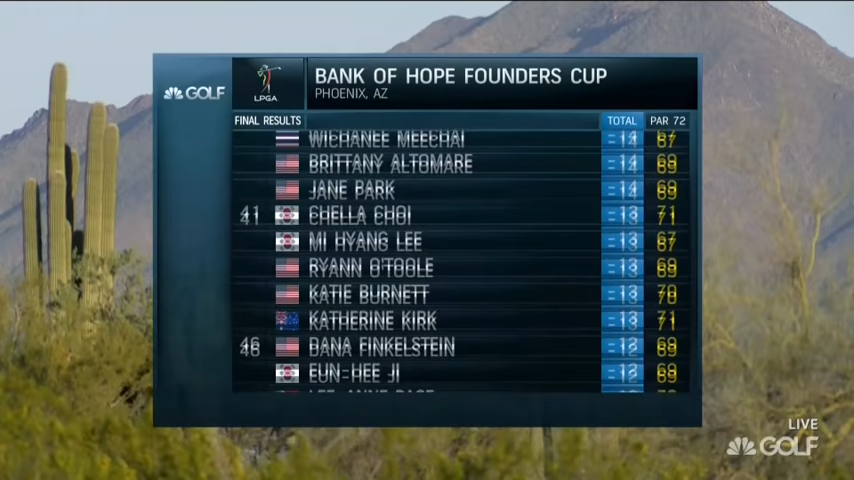 BANK OF HOPE FOUNDERS CUP
GOLF
LPGA
PHOENIX, AZ
FINAL RESULTS TOTAL PAR 72
WICHANEE MEECHAI -14 67
BRITTANY ALTOMARE -14 69
JANE PARK -14 69
41 CHELLA CHOI -13 71
MI HYANG LEE -13 67
RYANN O'TOOLE -13 69
KATIE BURNETT -13 70
KATHERINE KIRK -13 71
46 DANA FINKELSTEIN -12 69
EUN-HEE JI -12 69
LIVE
GOLF